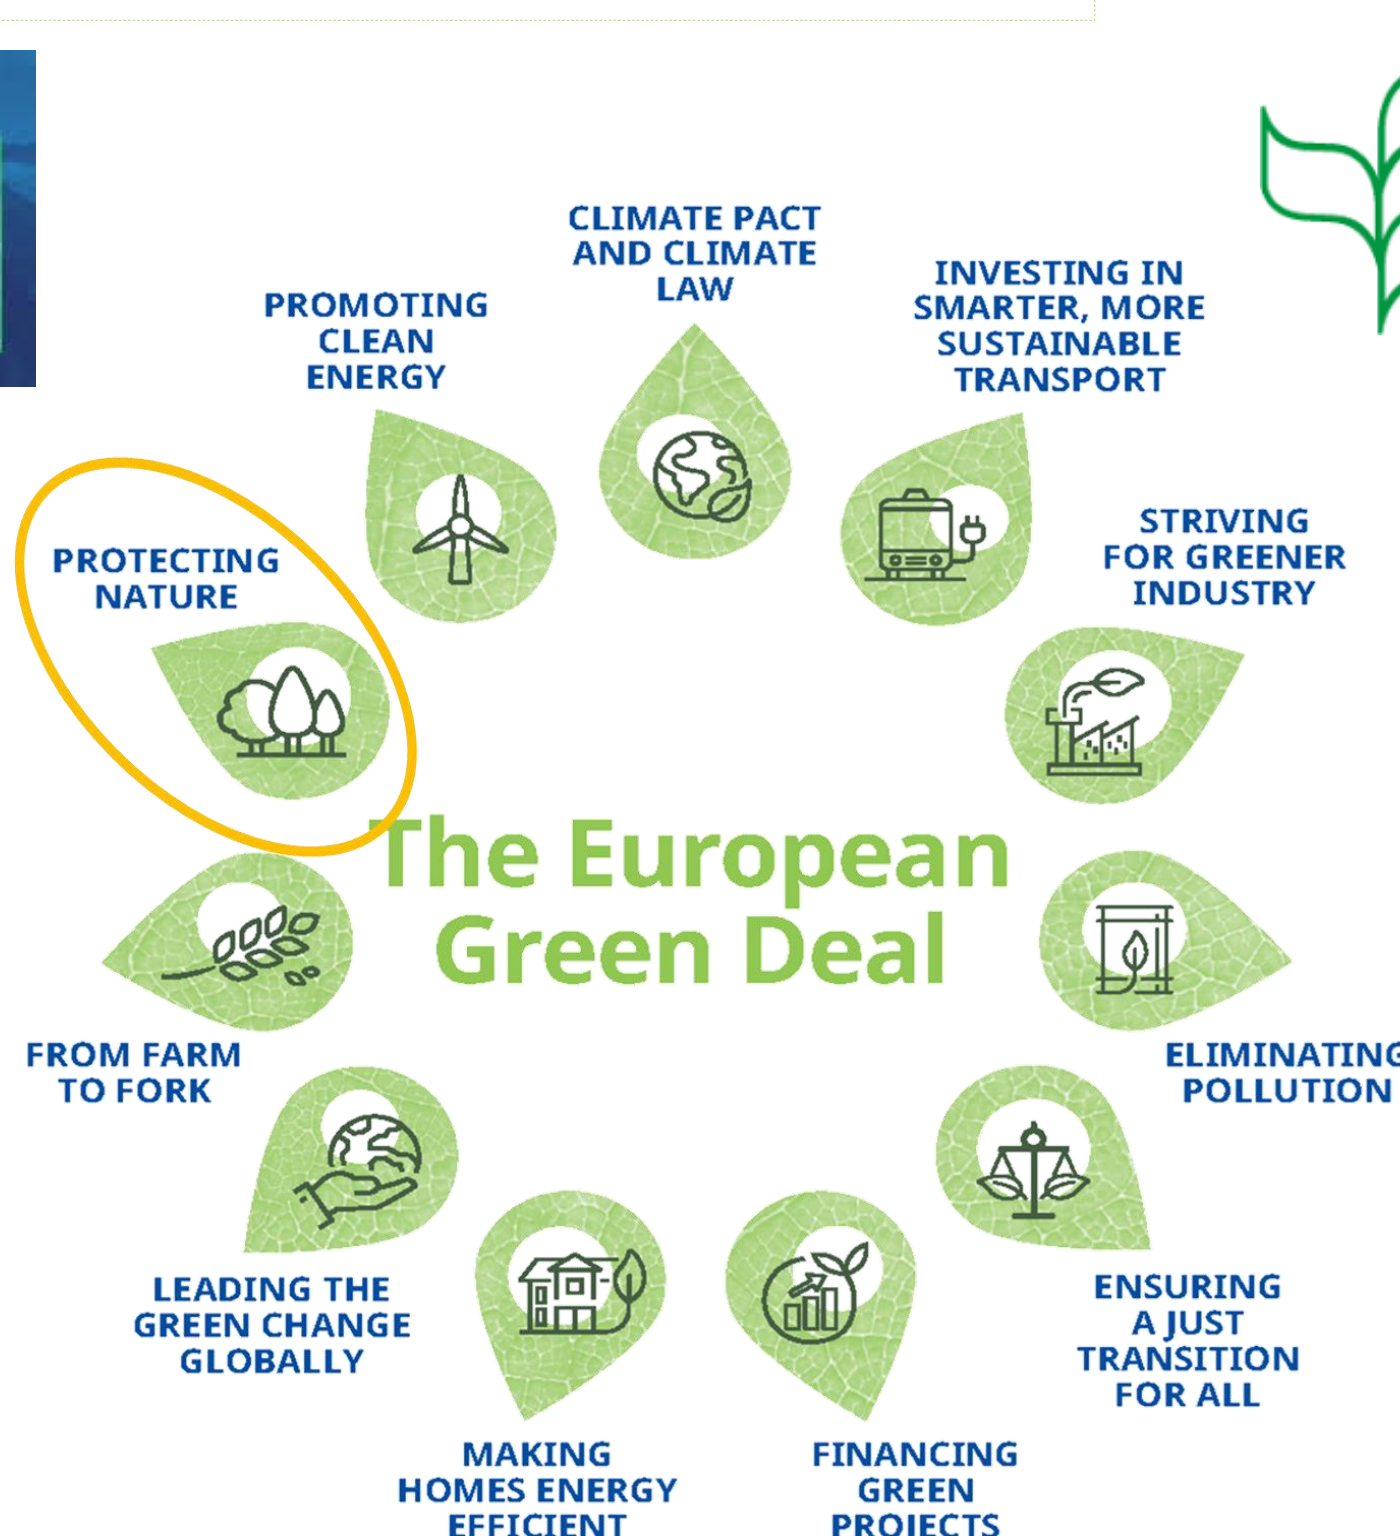 CLIMATE PACT
AND CLIMATE
LAW
INVESTING IN
SMARTER, MORE
SUSTAINABLE
TRANSPORT
PROMOTING
CLEAN
ENERGY
STRIVING
FOR GREENER
INDUSTRY
PROTECTING
NATURE
The European
Green Deal
FROM FARM
TO FORK
ELIMINATING
POLLUTION
LEADING THE
GREEN CHANGE
GLOBALLY
ENSURING
A JUST
TRANSITION
FOR ALL
MAKING
HOMES ENERGY
EFFICIENT
FINANCING
GREEN
PROJECTS